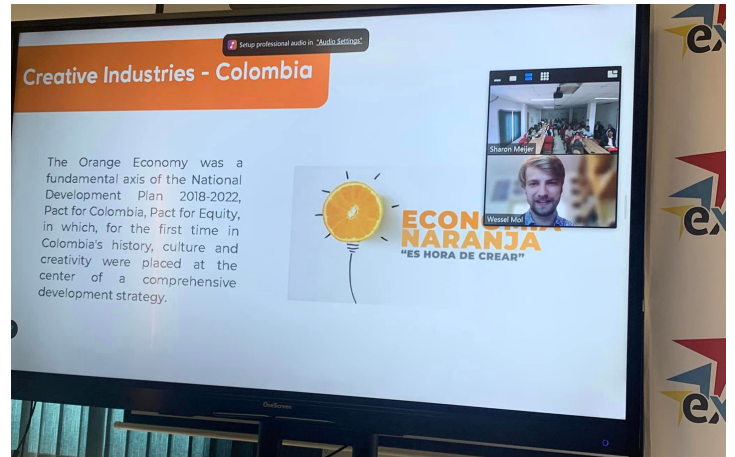 Setup professional audio in "Audio Settings"
Creative Industries - Colombia
The Orange Economy was a
fundamental axis of the National
Development Plan 2018-2022,
Pact for Colombia, Pact for Equity,
in which, for the first time in
Colombia's history, culture and
creativity were placed at the
center of a comprehensive
development strategy.
Sharon Meijer
Wessel Mol
NARANJA
"ES HORA DE CREAR"
OneScreen
ex
ex
ex